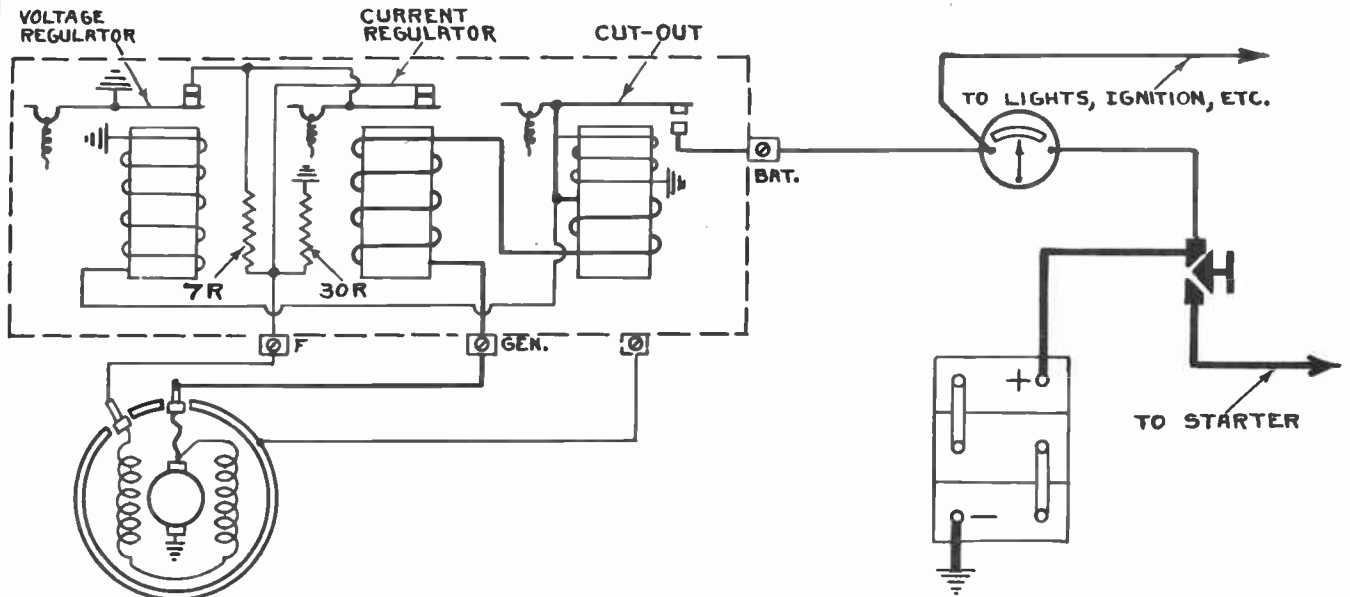 VOLTAGE
REGULATOR
CURRENT
REGULATOR
CUT-OUT
TO LIGHTS, IGNITION, ETC.
BAT.
7R
30R
F
GEN.
+
-
TO STARTER